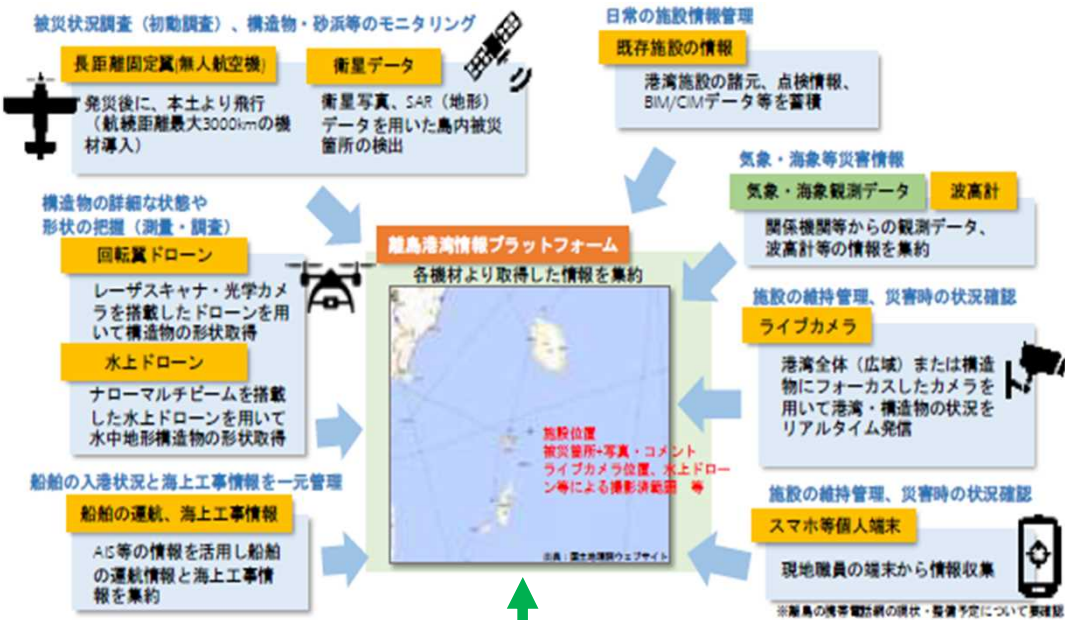 被災状況調査（初動調査）、構造物・砂浜等のモニタリング
長距離固定翼(無人航空機)
発災後に、本土より飛行
（航続距離最大3000kmの機
材導入）
衛星データ
衛星写真、SAR（地形）
データを用いた島内被災
箇所の検出
日常の施設情報管理
既存施設の情報
港湾施設の諸元、点検情報、
BIM/CIMデータ等を蓄積
構造物の詳細な状態や
形状の把握（測量・調査）
回転翼ドローン
レーザスキャナ・光学カメ
ラを搭載したドローンを用
いて構造物の形状取得
水上ドローン
ナローマルチビームを搭載
した水上ドローンを用いて
水中地形構造物の形状取得
気象・海象等災害情報
気象・海象観測データ
波高計
関係機関等からの観測データ、
波高計等の情報を集約
離島港湾情報プラットフォーム
各機材より取得した情報を集約
施設位置
被災箇所+写真・コメント
ライブカメラ位置、水上ドロー
ン等による撮影済範囲　等
出典：国土地理院ウェブサイト
施設の維持管理、災害時の状況確認
ライブカメラ
港湾全体（広域）または構造
物にフォーカスしたカメラを
用いて港湾・構造物の状況を
リアルタイム発信
船舶の入港状況と海上工事情報を一元管理
船舶の運航、海上工事情報
AIS等の情報を活用し船舶
の運航情報と海上工事情
報を集約
施設の維持管理、災害時の状況確認
スマホ等個人端末
現地職員の端末から情報収集
※離島の携帯電話網の現状・整備予定について要確認